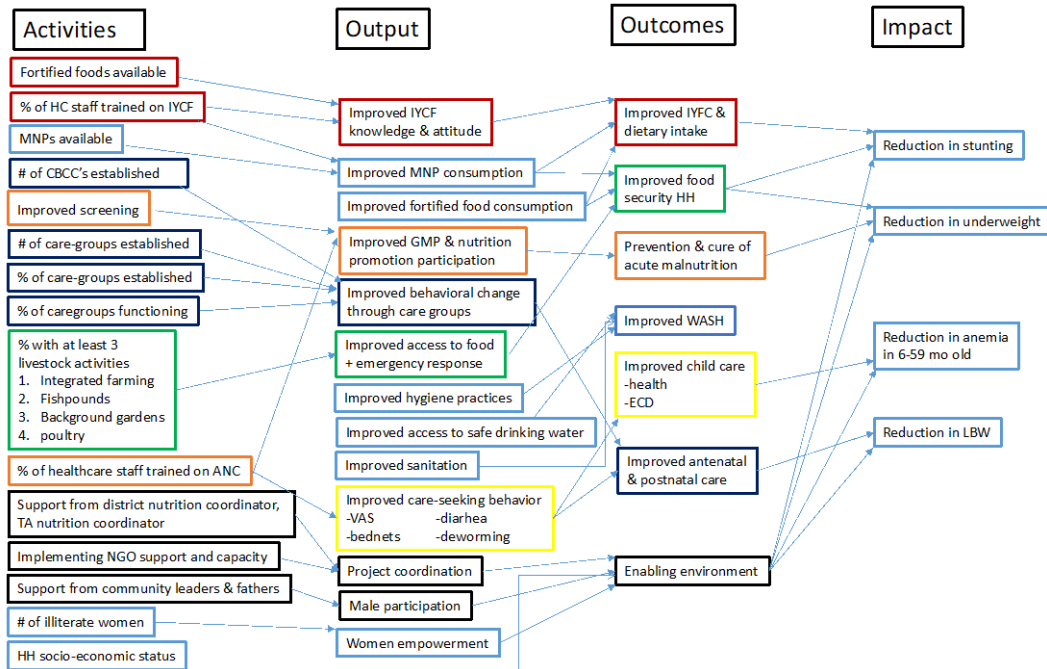 Activities
Output
Outcomes
Impact
Fortified foods available
% of HC staff trained on IYCF
MNPs available
# of CBCC's established
Improved screening
# of care-groups established
% of care-groups established
% of caregroups functioning
% with at least 3
livestock activities
1. Integrated farming
2. Fishpounds
3. Background gardens
4. poultry
% of healthcare staff trained on ANC
Support from district nutrition coordinator,
TA nutrition coordinator
Implementing NGO support and capacity
Support from community leaders & fathers
# of illiterate women
HH socio-economic status
Improved IYCF
knowledge & attitude
Improved MNP consumption
Improved fortified food consumption
Improved GMP & nutrition
promotion participation
Improved behavioral change
through care groups
Improved access to food
+ emergency response
Improved hygiene practices
Improved access to safe drinking water
Improved sanitation
Improved care-seeking behavior
-VAS -diarhea
-bednets -deworming
Project coordination
Male participation
Women empowerment
Improved IYFC &
dietary intake
Improved food
security HH
Prevention & cure of
acute malnutrition
Improved WASH
Improved child care
-health
-ECD
Improved antenatal
& postnatal care
Enabling environment
Reduction in stunting
Reduction in underweight
Reduction in anemia
in 6-59 mo old
Reduction in LBW